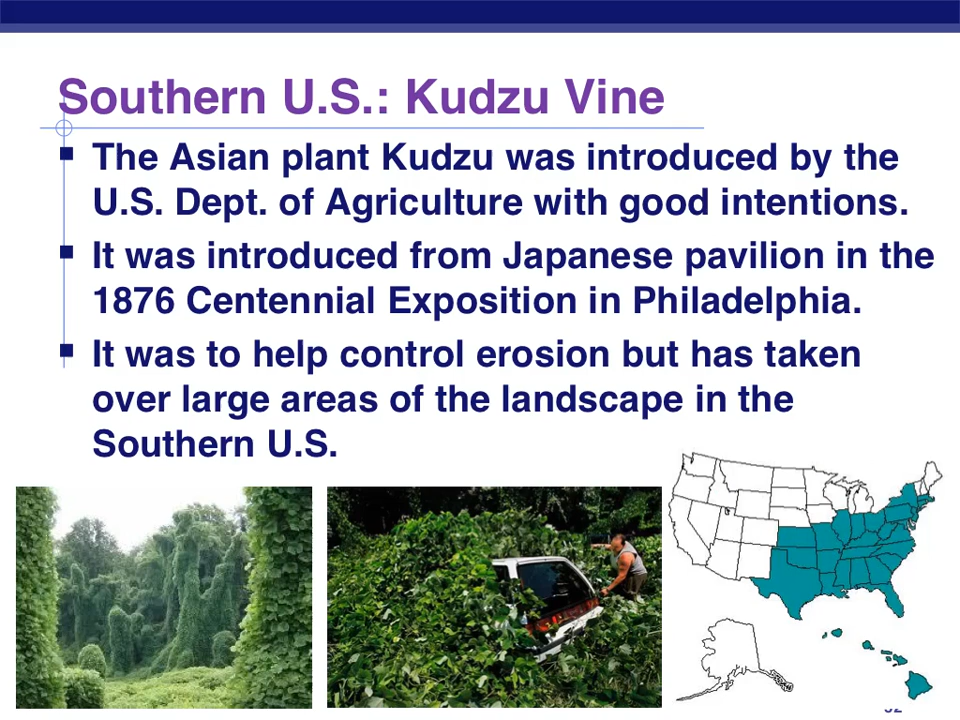 Southern U.S.: Kudzu Vine
The Asian plant Kudzu was introduced by the
U.S. Dept. of Agriculture with good intentions.
It was introduced from Japanese pavilion in the
1876 Centennial Exposition in Philadelphia.
It was to help control erosion but has taken
over large areas of the landscape in the
Southern U.S.